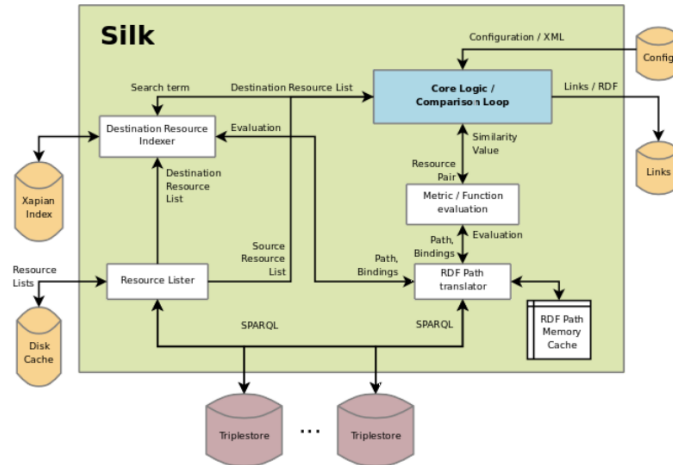 Silk
Configuration / XML
Config
Search term
Destination Resource List
Core Logic /
Comparison Loop
Links / RDF
Destination Resource
Indexer
Evaluation
Similarity
Value
Resource
Pair
Destination
Resource
List
Xapian
Index
Links
Metric / Function
evaluation
Source
Resource
List
Path,
Bindings
Path,
Bindings
Evaluation
Resource
Lists
Resource Lister
RDF Path
translator
SPARQL
SPARQL
Disk
Cache
RDF Path
Memory
Cache
Triplestore
...
Triplestore